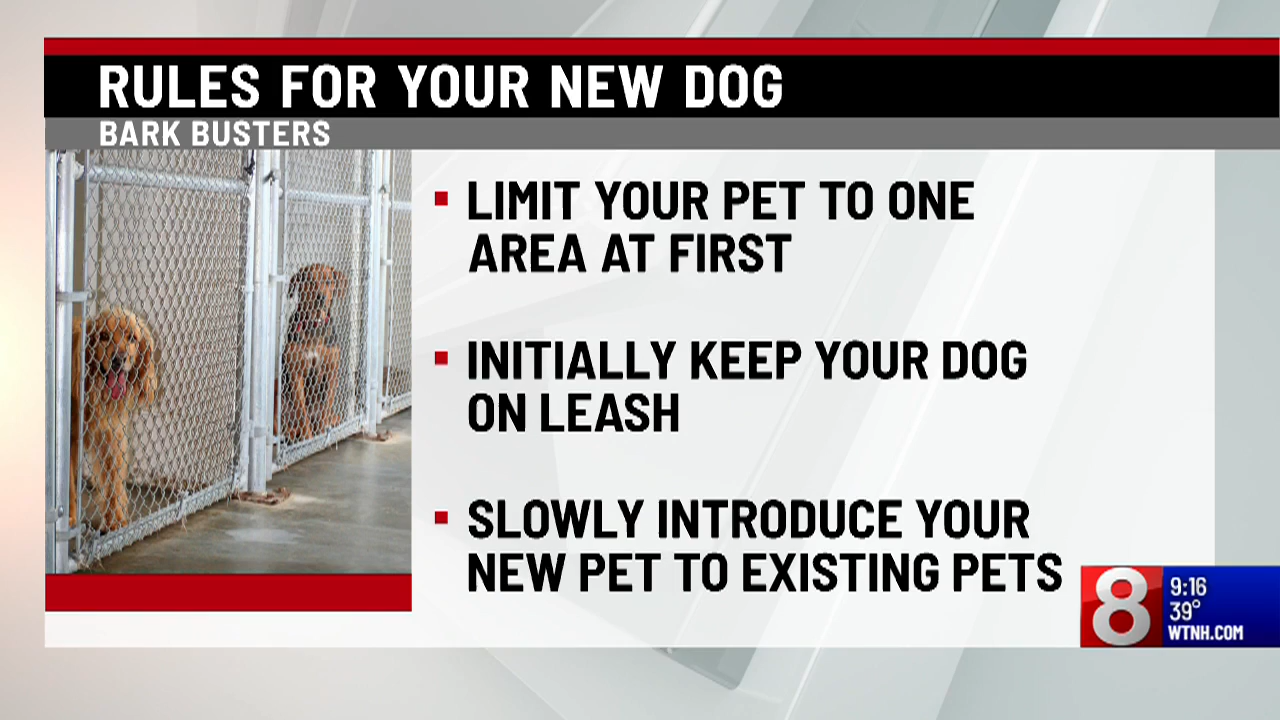 RULES FOR YOUR NEW DOG
BARK BUSTERS
LIMIT YOUR PET TO ONE
AREA AT FIRST
INITIALLY KEEP YOUR DOG
ON LEASH
SLOWLY INTRODUCE YOUR
NEW PET TO EXISTING PETS
8
9:16
39°
WTNH.COM